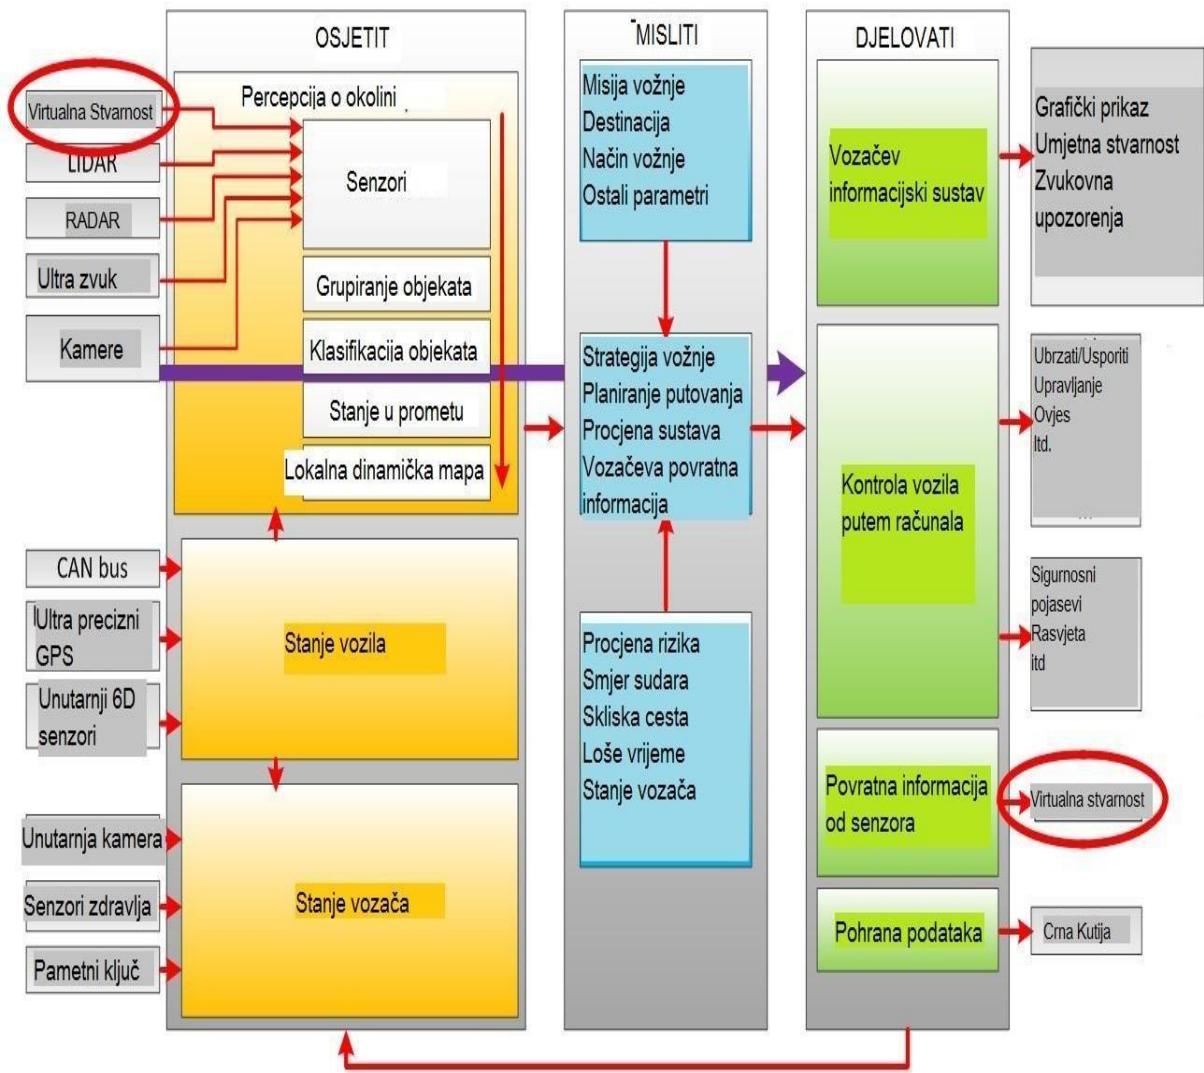 OSJETIT
MISLITI
DJELOVATI
Virtualna Stvarnost
LIDAR
RADAR
Ultra zvuk
Kamere
Percepcija o okolini
Senzori
Grupiranje objekata
Klasifikacija objekata
Stanje u prometu
Lokalna dinamička mapa
CAN bus
Ultra precizni
GPS
Unutarnji 6D
senzori
Stanje vozila
Unutarnja kamera
Senzori zdravlja
Pametni ključ
Stanje vozača
Misija vožnje
Destinacija
Način vožnje
Ostali parametri
Strategija vožnje
Planiranje putovanja
Procjena sustava
Vozačeva povratna
informacija
Procjena rizika
Smjer sudara
Skliska cesta
Loše vrijeme
Stanje vozača
Vozačev
informacijski sustav
Kontrola vozila
putem računala
Povratna informacija
od senzora
Pohrana podataka
Grafički prikaz
Umjetna stvarnost
Zvukovna
upozorenja
Ubrzati/Usporiti
Upravljanje
Ovjes
Itd.
...
Sigurnosni
pojasevi
Rasvjeta
itd
Virtualna stvarnost
Crna Kutija